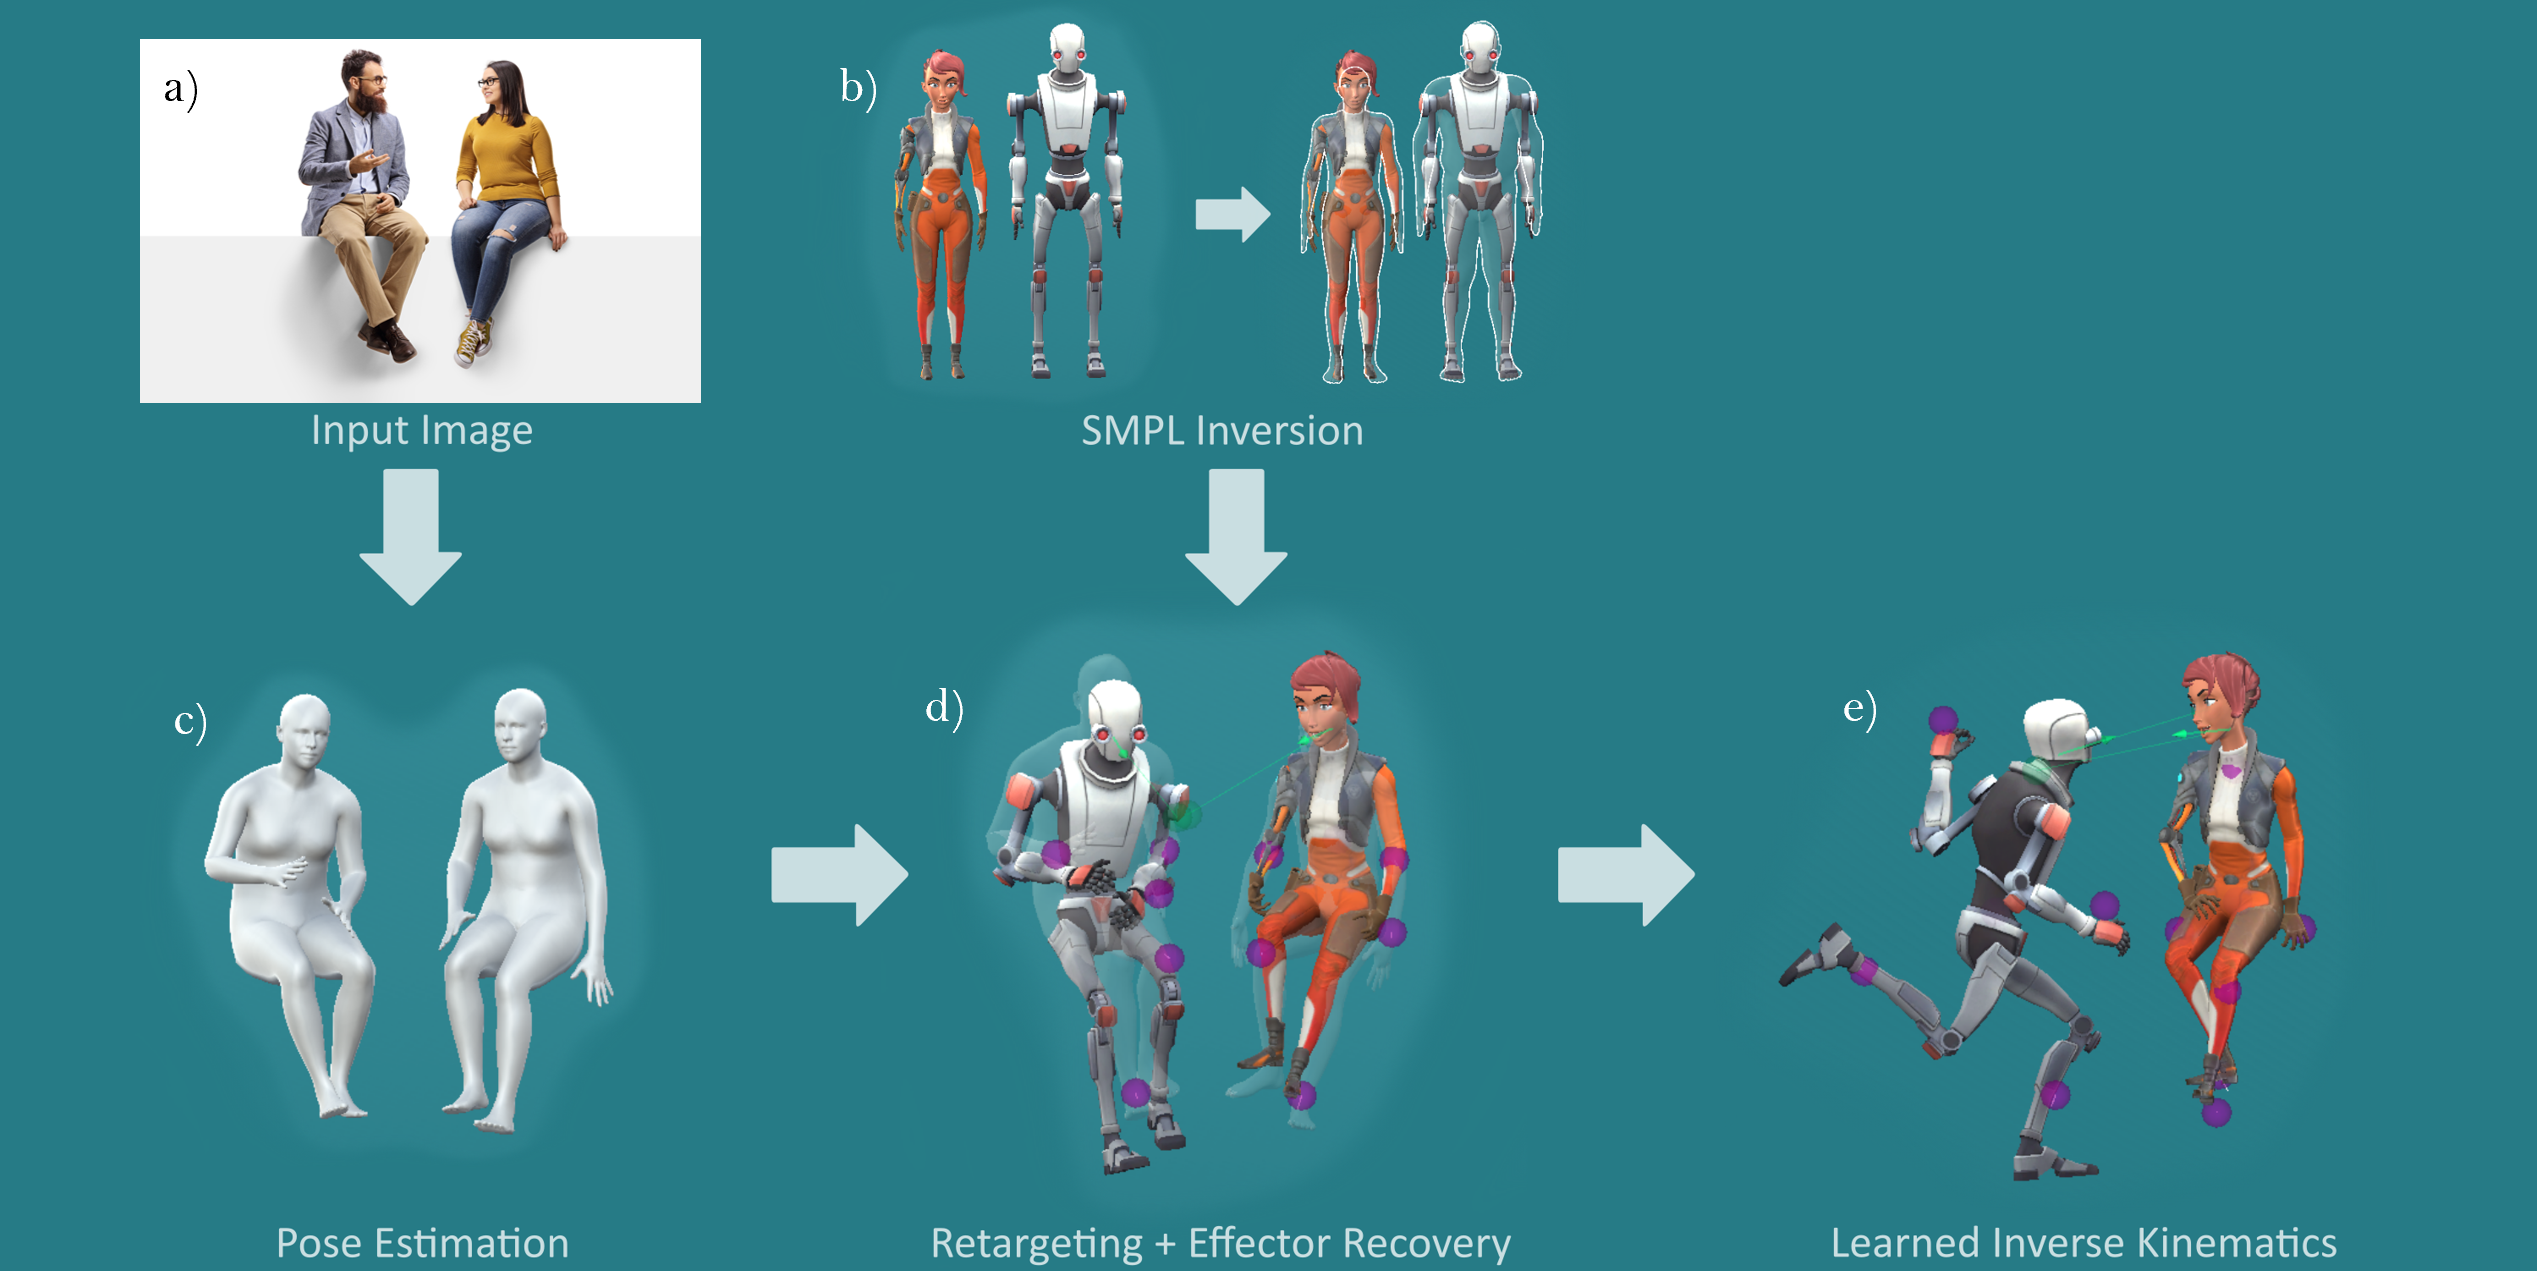 a)
b)
Input Image
SMPL Inversion
c)
d)
e)
Pose Estimation
Retargeting + Effector Recovery
Learned Inverse Kinematics